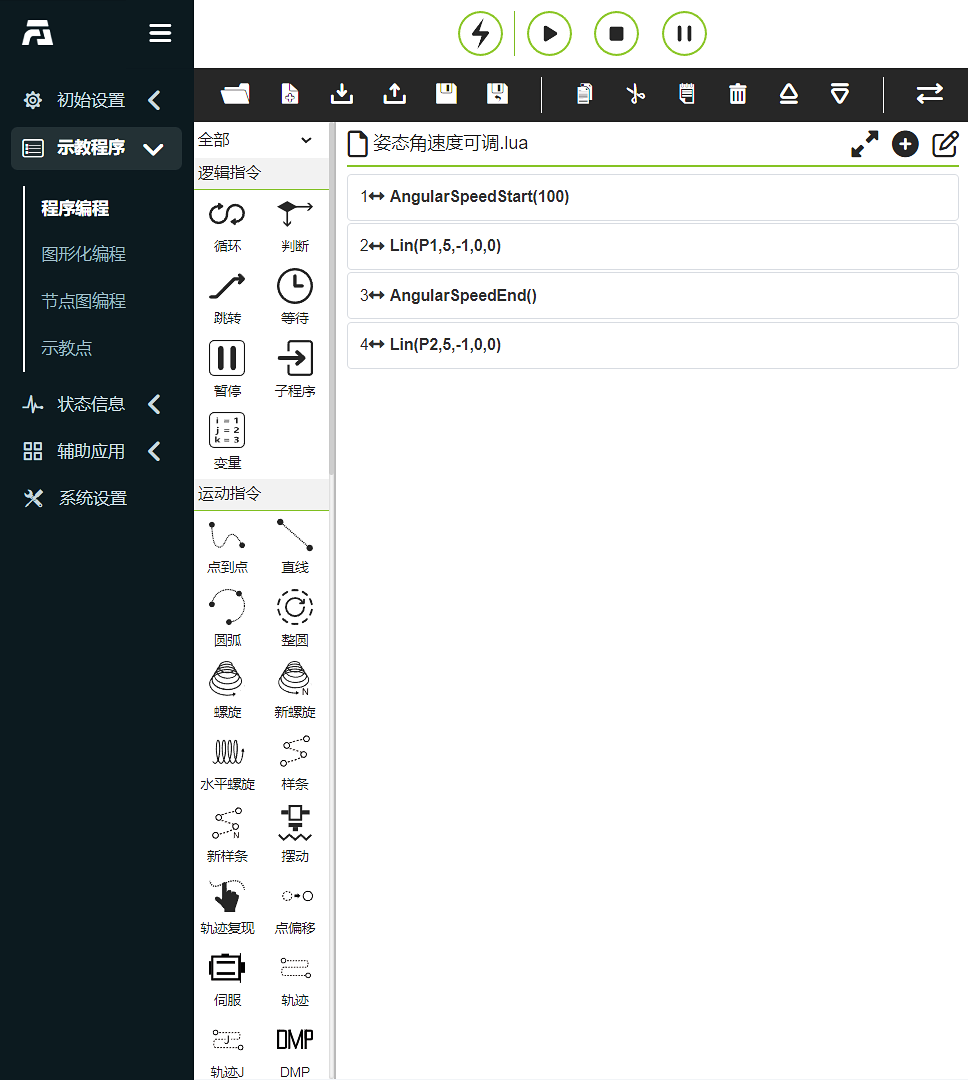 初始设置
示教程序
程序编程
图形化编程
节点图编程
示教点
状态信息
辅助应用
系统设置
全部
逻辑指令
循环 判断
跳转 等待
暂停 子程序
i = 1
j = 2
k = 3
变量
运动指令
点到点 直线
圆弧 整圆
N
螺旋 新螺旋
水平螺旋 样条
N
新样条 摆动
轨迹复现 点偏移
伺服 轨迹
J DMP
轨迹J DMP
姿态角速度可调.lua
1 AngularSpeedStart(100)
2 Lin(P1,5,-1,0,0)
3 AngularSpeedEnd()
4 Lin(P2,5,-1,0,0)